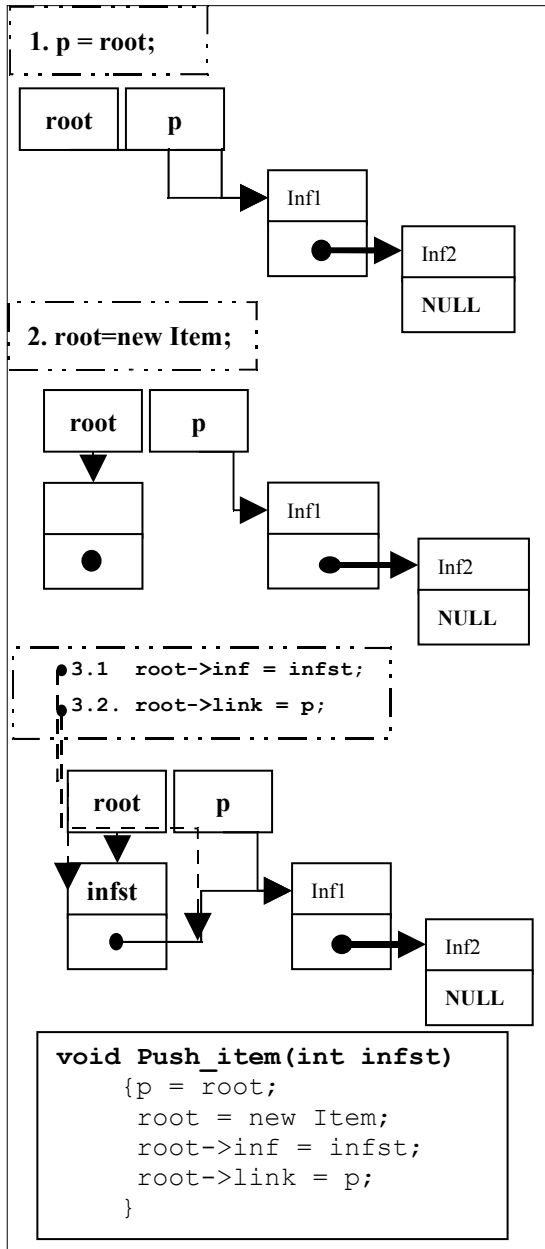 1. p = root;
root p
Inf1
Inf2
NULL
2. root=new Item;
root p
Inf1
Inf2
NULL
3.1 root->inf = infst;
3.2. root->link = p;
root p
infst Inf1
Inf2
NULL
void Push_item(int infst)
{p = root;
root = new Item;
root->inf = infst;
root->link = p;
}